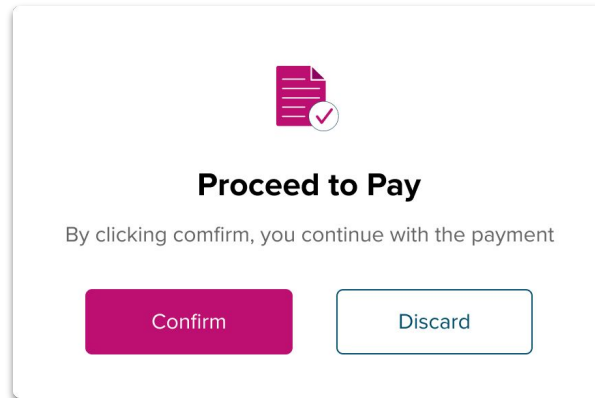 Proceed to Pay
By clicking comfirm, you continue with the payment
Confirm
Discard